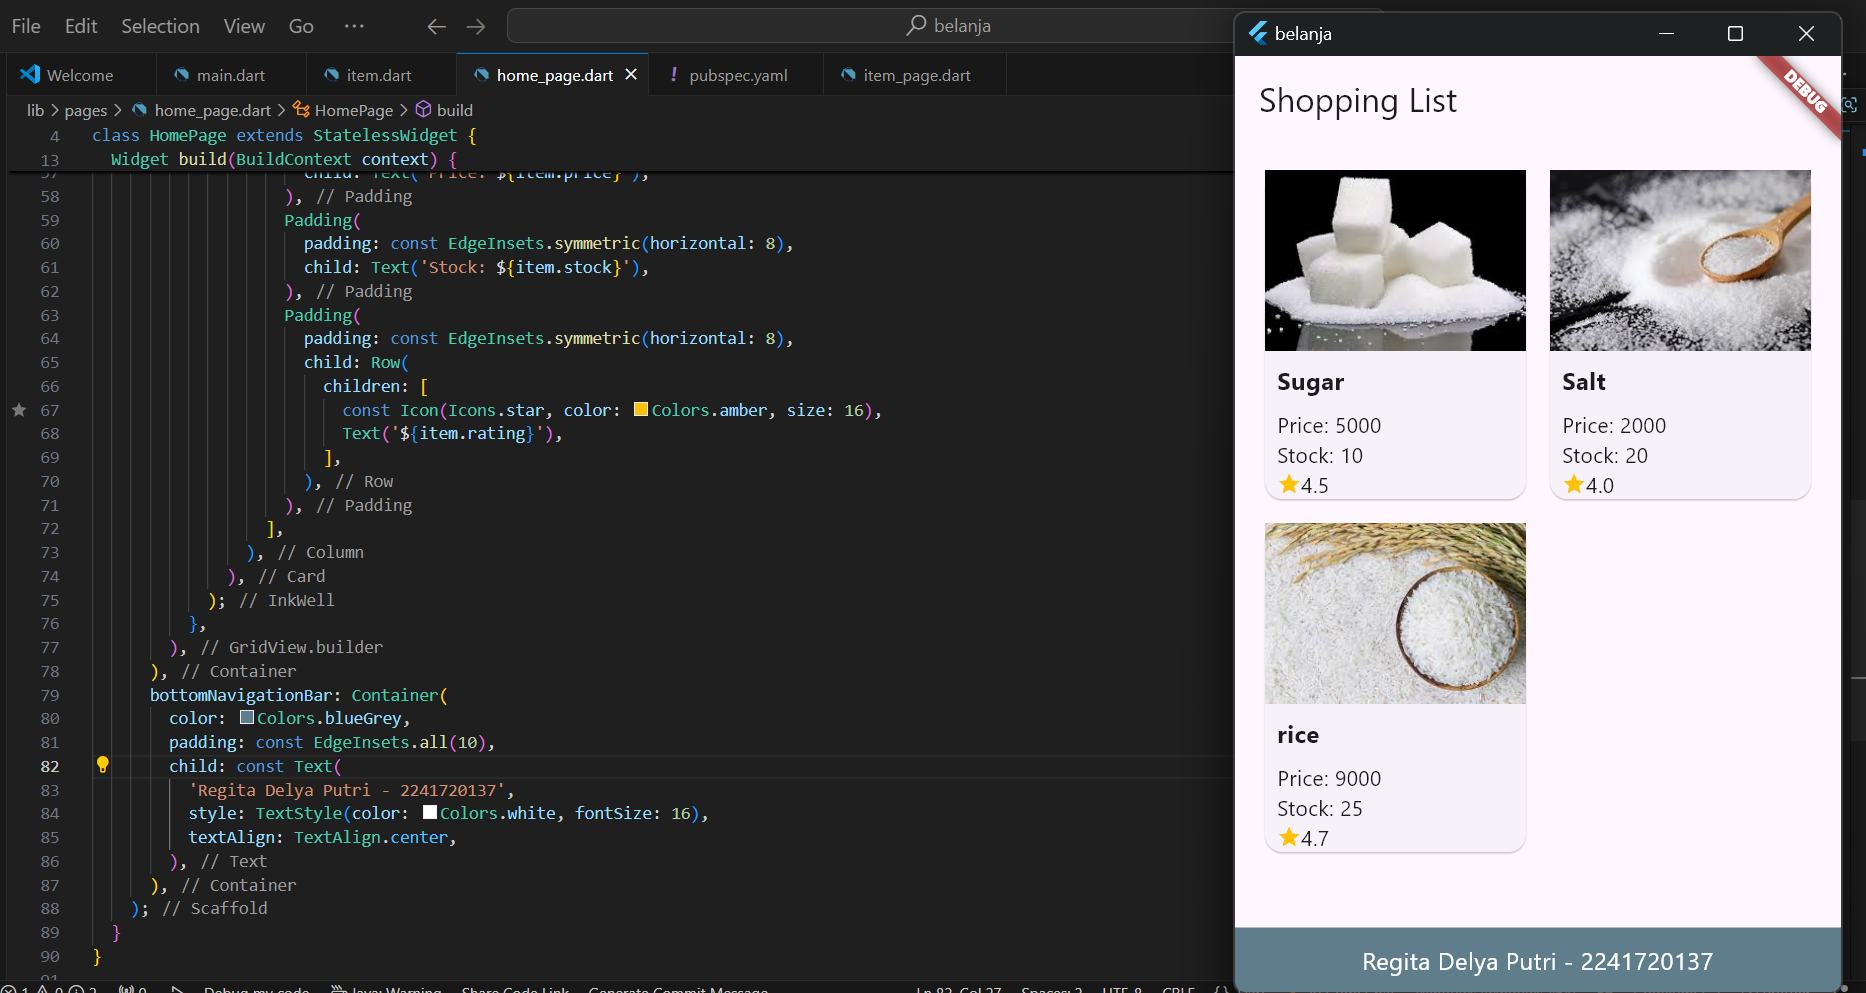 File Edit Selection View Go ··· belanja
Welcome main.dart item.dart home_page.dart pubspec.yaml item_page.dart
lib > pages > home_page.dart > HomePage > build
4 class HomePage extends StatelessWidget {
13 Widget build(BuildContext context) {
57 child: Text('Price: ${item.price}'),
58 ), // Padding
59 Padding(
60 padding: const EdgeInsets.symmetric(horizontal: 8),
61 child: Text('Stock: ${item.stock}'),
62 ), // Padding
63 Padding(
64 padding: const EdgeInsets.symmetric(horizontal: 8),
65 child: Row(
66 children: [
67 const Icon(Icons.star, color: Colors.amber, size: 16),
68 Text('${item.rating}'),
69 ],
70 ), // Row
71 ), // Padding
72 ],
73 ), // Column
74 ), // Card
75 ); // InkWell
76 },
77 ), // GridView.builder
78 ), // Container
79 bottomNavigationBar: Container(
80 color: Colors.blueGrey,
81 padding: const EdgeInsets.all(10),
82 child: const Text(
83 'Regita Delya Putri - 2241720137',
84 style: TextStyle(color: Colors.white, fontSize: 16),
85 textAlign: TextAlign.center,
86 ), // Text
87 ), // Container
88 ); // Scaffold
89 }
90 }
91
Debug my code Java: Warning Share Code Link Generate Commit Message Ln 82, Col 27 Spaces: 2 UTF-8 CRLF {}
belanja
DEBUG
Shopping List
Sugar
Price: 5000
Stock: 10
4.5
Salt
Price: 2000
Stock: 20
4.0
rice
Price: 9000
Stock: 25
4.7
Regita Delya Putri - 2241720137